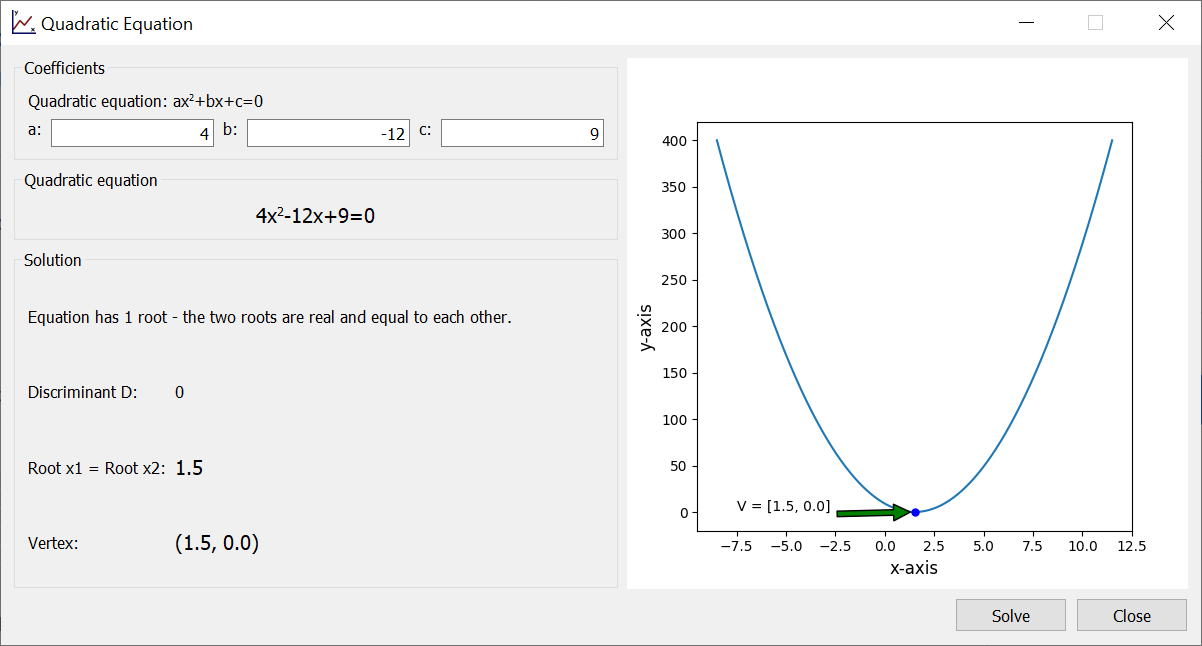 Quadratic Equation
Coefficients
Quadratic equation: ax²+bx+c=0
a: 4 b: -12 c: 9
Quadratic equation
4x²-12x+9=0
Solution
Equation has 1 root - the two roots are real and equal to each other.
Discriminant D: 0
Root x1 = Root x2: 1.5
Vertex: (1.5, 0.0)
y-axis
400
350
300
250
200
150
100
50
0
V = [1.5, 0.0]
−7.5 −5.0 −2.5 0.0 2.5 5.0 7.5 10.0 12.5
x-axis
Solve Close